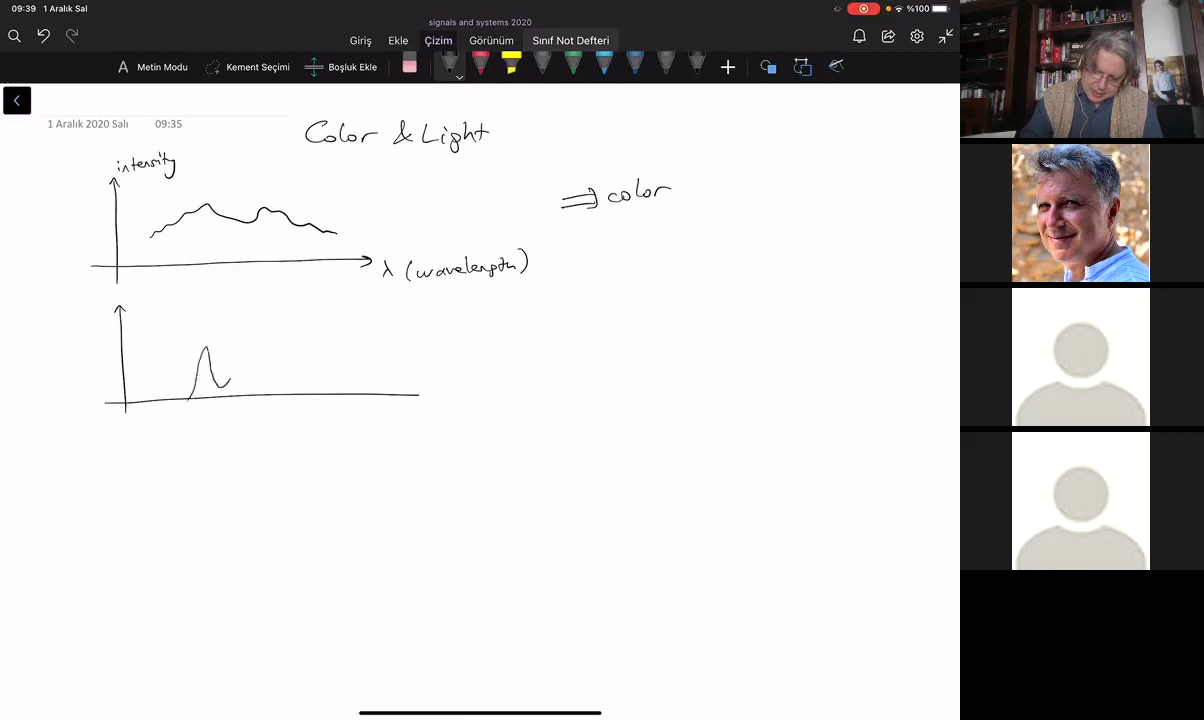 09:39 1 Aralık Sal
%100
signals and systems 2020
Giriş Ekle Çizim Görünüm Sınıf Not Defteri
A Metin Modu Kement Seçimi Boşluk Ekle
1 Aralık 2020 Salı 09:35
Color & Light
intensity
⇒ color
λ (wavelength)